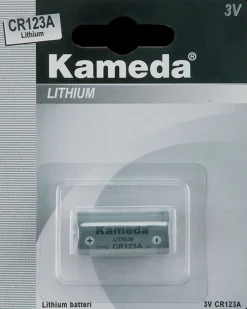 CR123A
Lithium
3V
Kameda®
LITHIUM
Kameda
LITHIUM
+ CR123A -
Lithium batteri
3V CR123A